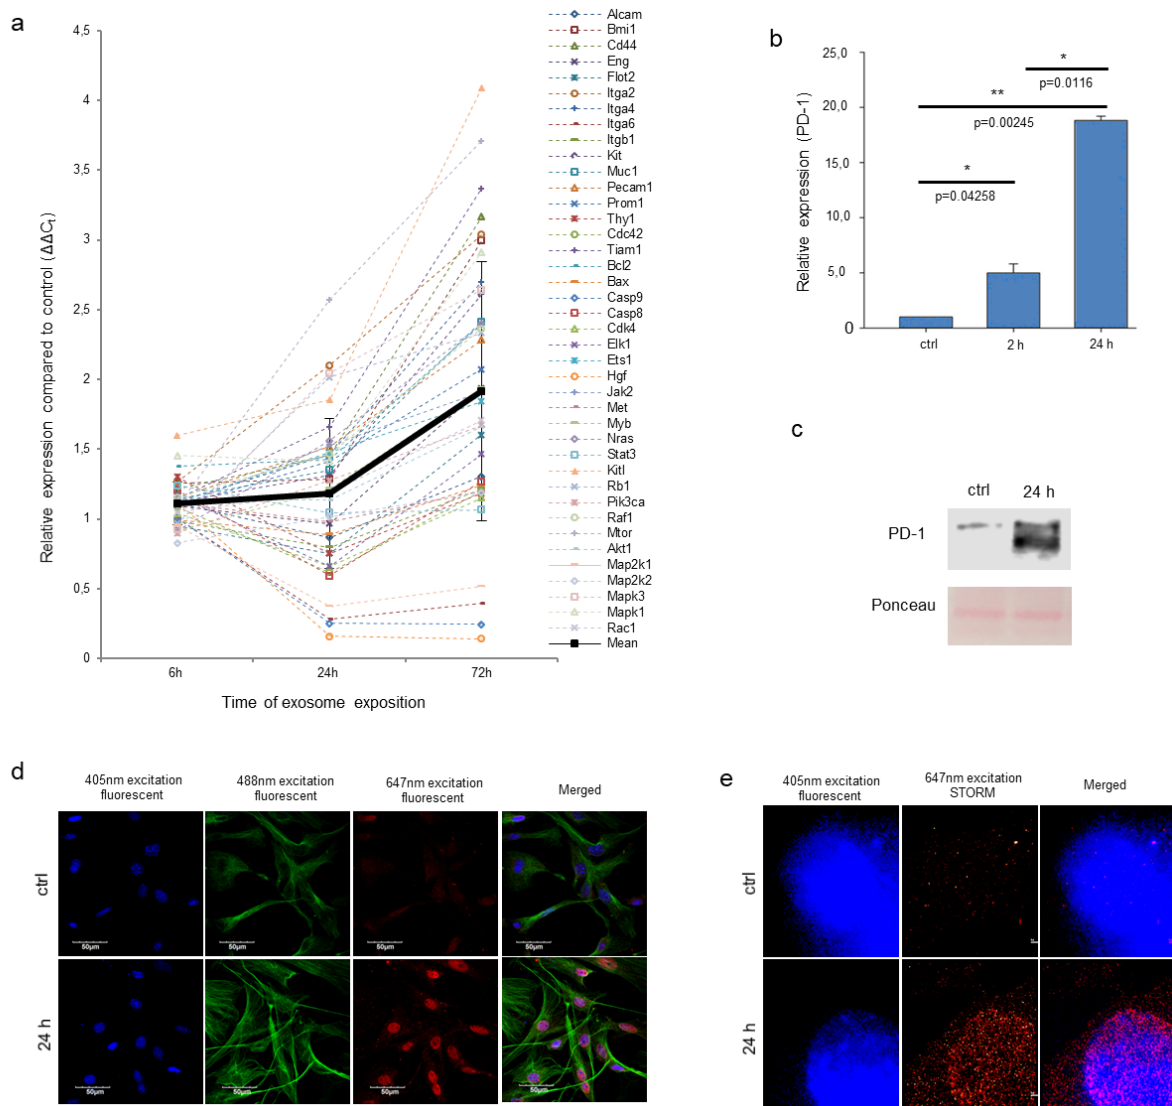 a
Relative expression compared to control (ΔΔCt)
4,5
4
3,5
3
2,5
2
1,5
1
0,5
0
6h
24h
72h
Time of exosome exposition
Alcam
Bmi1
Cd44
Eng
Flot2
Itga2
Itga4
Itga6
Itgb1
Kit
Muc1
Pecam1
Prom1
Thy1
Cdc42
Tiam1
Bcl2
Bax
Casp9
Casp8
Cdk4
Elk1
Ets1
Hgf
Jak2
Met
Myb
Nras
Stat3
Kitl
Rb1
Pik3ca
Raf1
Mtor
Akt1
Map2k1
Map2k2
Mapk3
Mapk1
Rac1
Mean
b
Relative expression (PD-1)
25,0
20,0
15,0
10,0
5,0
0
*
p=0.0116
**
p=0.00245
*
p=0.04258
ctrl
2 h
24 h
c
ctrl
24 h
PD-1
Ponceau
d
405nm excitation
fluorescent
488nm excitation
fluorescent
647nm excitation
fluorescent
Merged
ctrl
50μm
50μm
50μm
50μm
24 h
50μm
50μm
50μm
50μm
e
405nm excitation
fluorescent
647nm excitation
STORM
Merged
ctrl
24 h